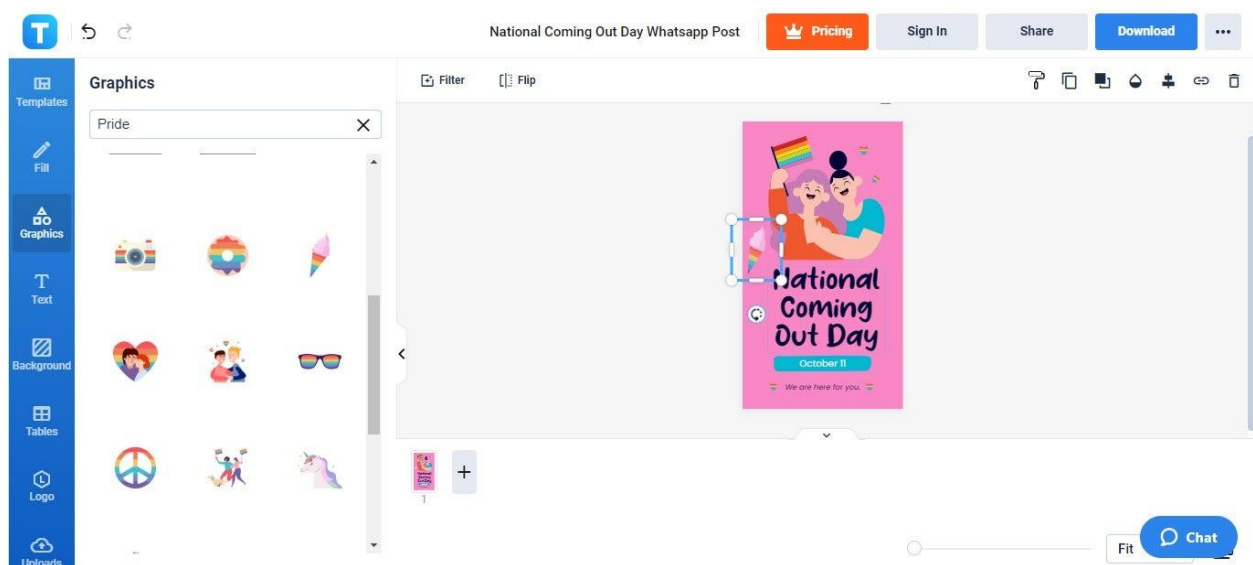 T
National Coming Out Day Whatsapp Post
Pricing
Sign In
Share
Download
Templates
Fill
Graphics
Text
Background
Tables
Logo
Uploads
Graphics
Pride
Filter
Flip
National
Coming
Out Day
October 11
We are here for you.
1
Fit
Chat